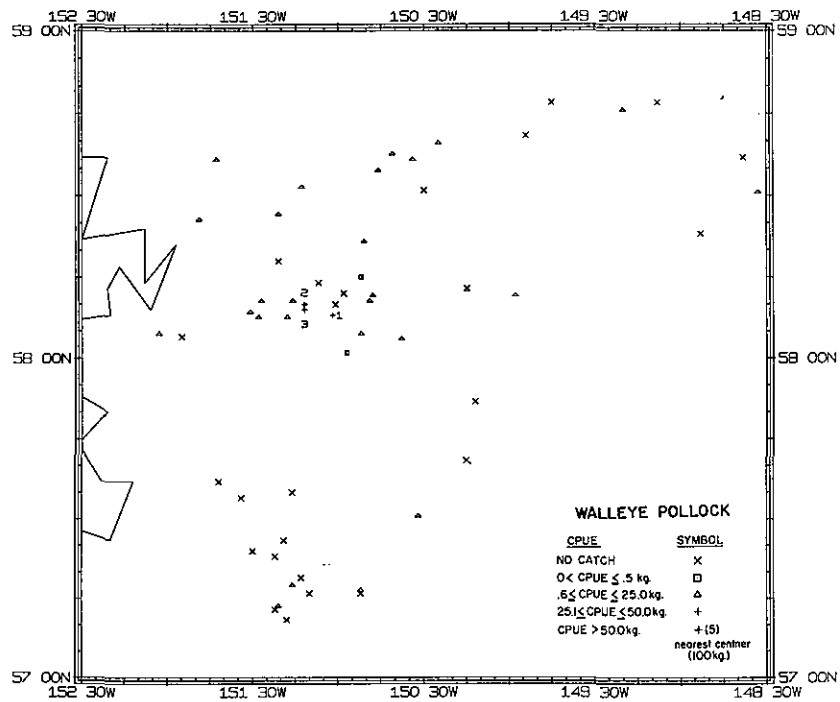 152 30W 151 30W 150 30W 149 30W 148 30W
59 00N 59 00N
2
1
3
58 00N 58 00N
WALLEYE POLLOCK
CPUE SYMBOL
NO CATCH ×
0< CPUE ≤ .5 kg. □
.6≤ CPUE ≤ 25.0kg. △
25.1≤CPUE ≤50.0kg. +
CPUE >50.0kg. +(5)
nearest centner
(100kg.)
57 00N 57 00N
152 30W 151 30W 150 30W 149 30W 148 30W